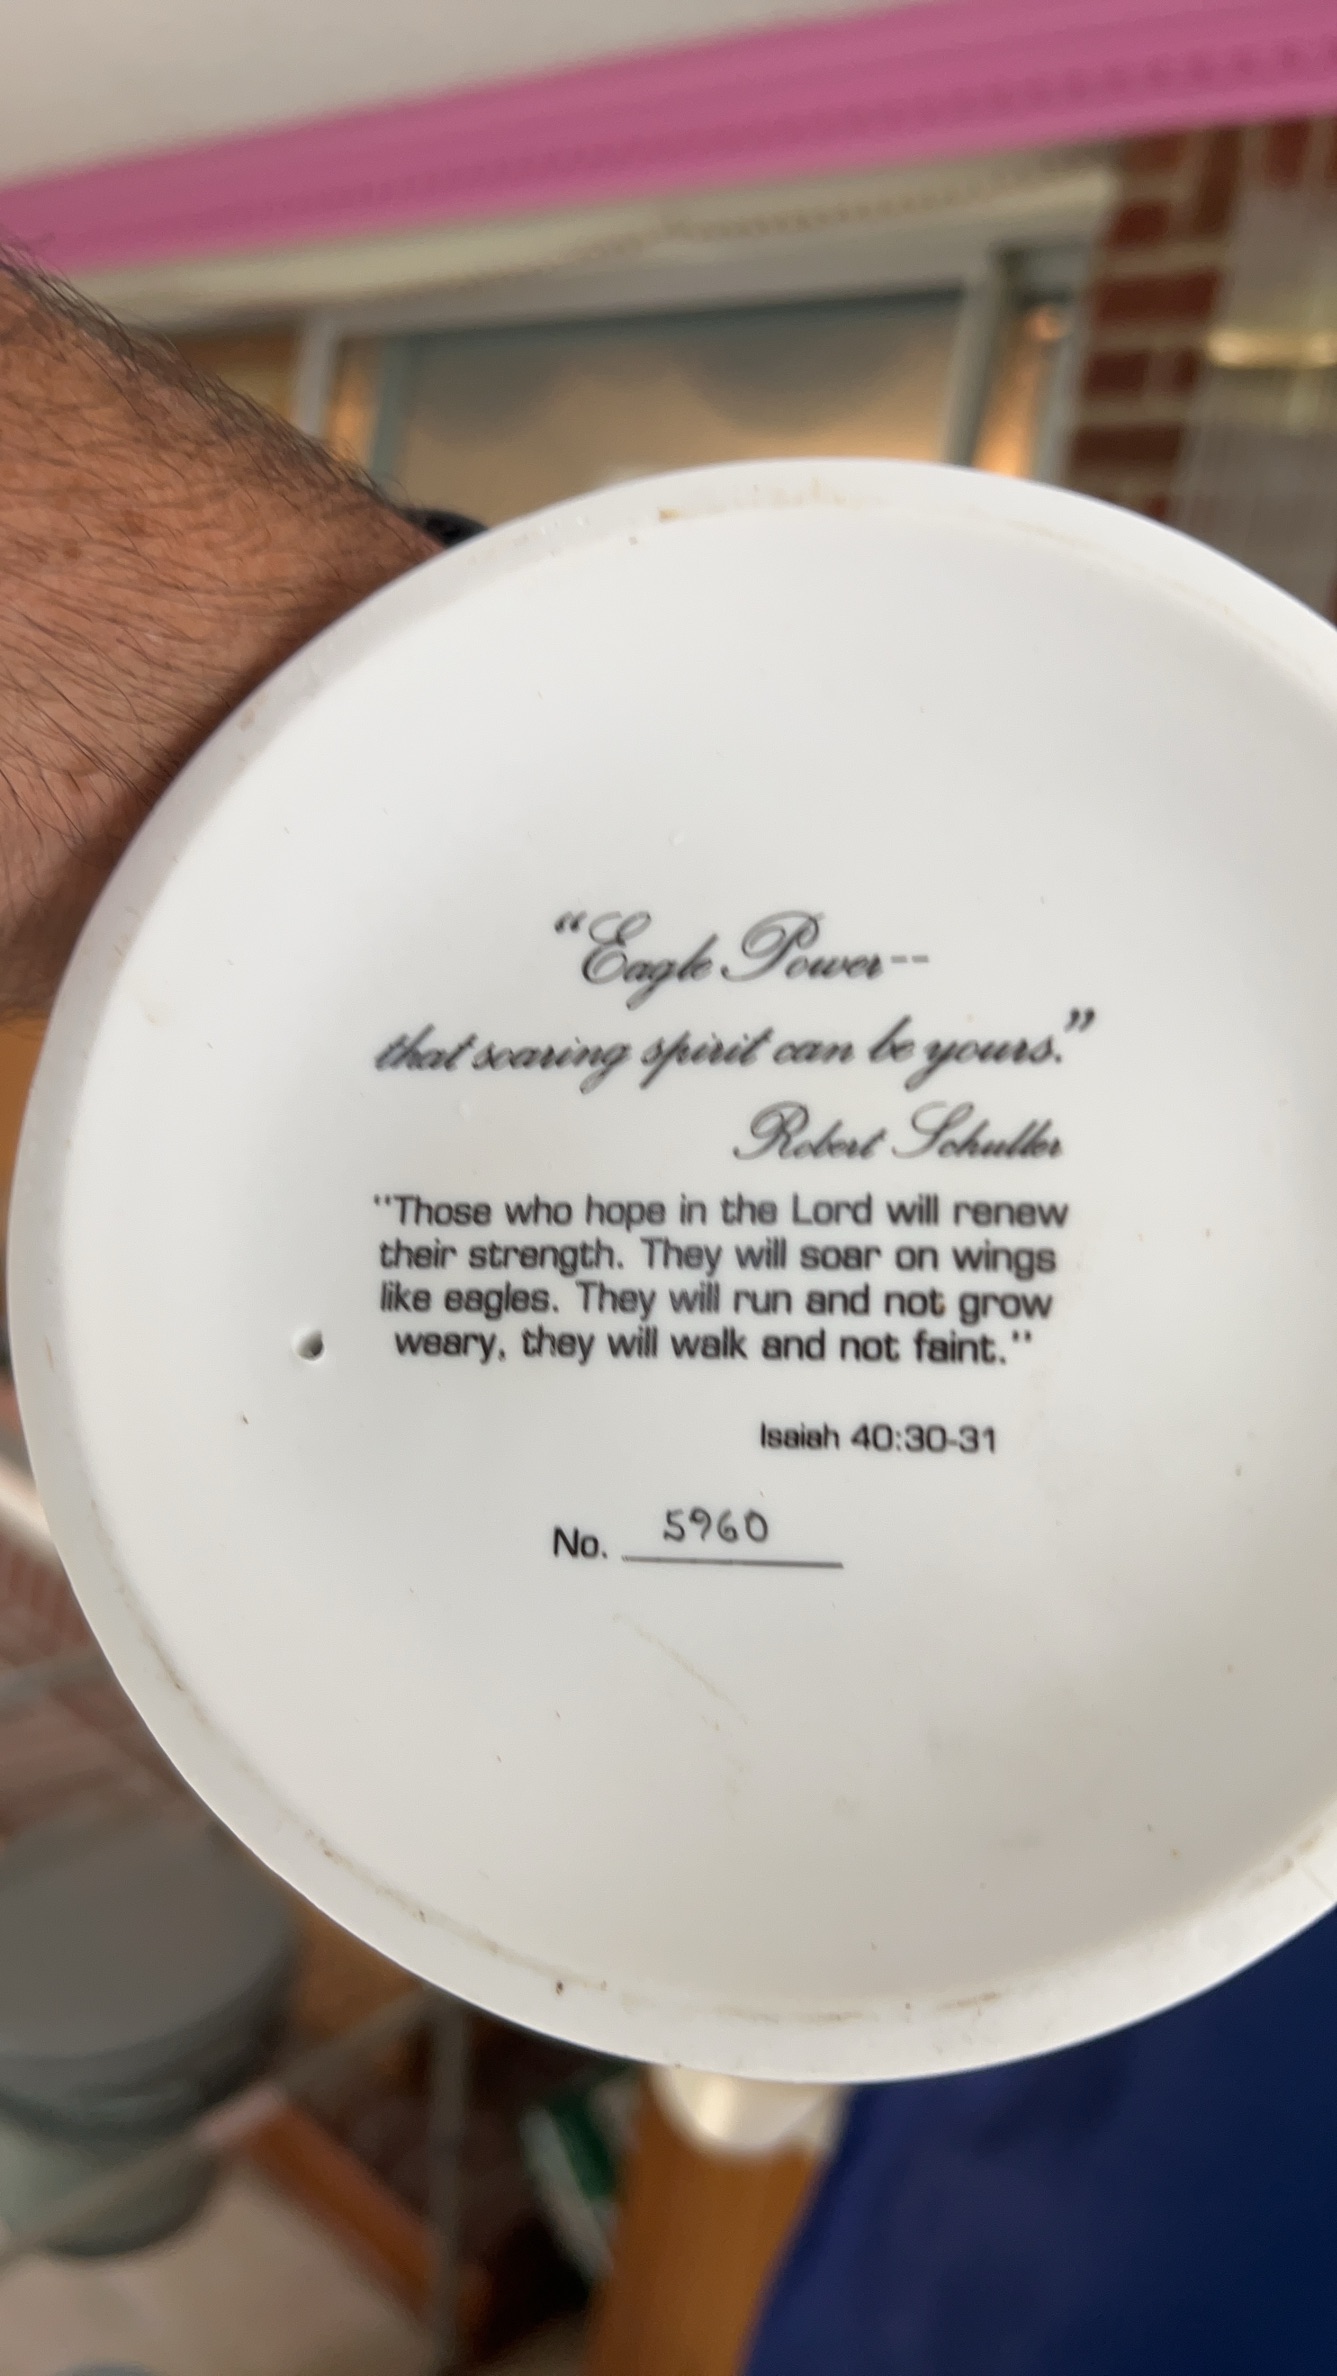 “Eagle Power--
that soaring spirit can be yours.”
Robert Schuller
"Those who hope in the Lord will renew
their strength. They will soar on wings
like eagles. They will run and not grow
weary, they will walk and not faint."
Isaiah 40:30-31
No. 5960